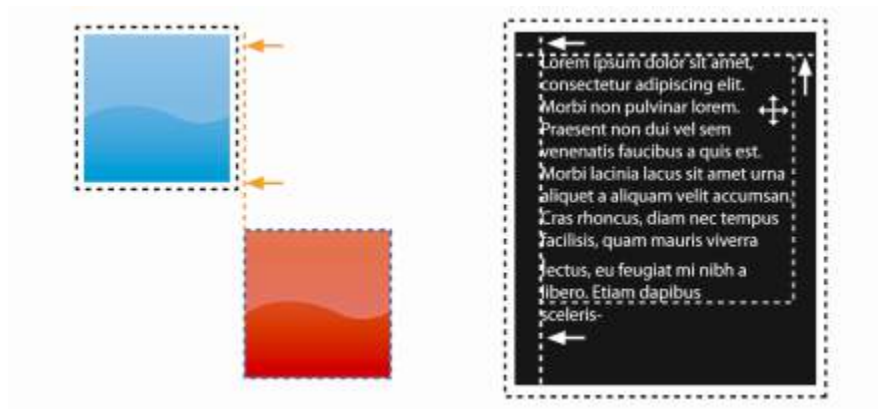 Lorem ipsum dolor sit amet,
consectetur adipiscing elit.
Morbi non pulvinar lorem.
Praesent non dui vel sem
venenatis faucibus a quis est.
Morbi lacinia lacus sit amet urna
aliquet a aliquam velit accumsan.
Cras rhoncus, diam nec tempus
facilisis, quam mauris viverra
lectus, eu feugiat mi nibh a
libero. Etiam dapibus
sceleris-